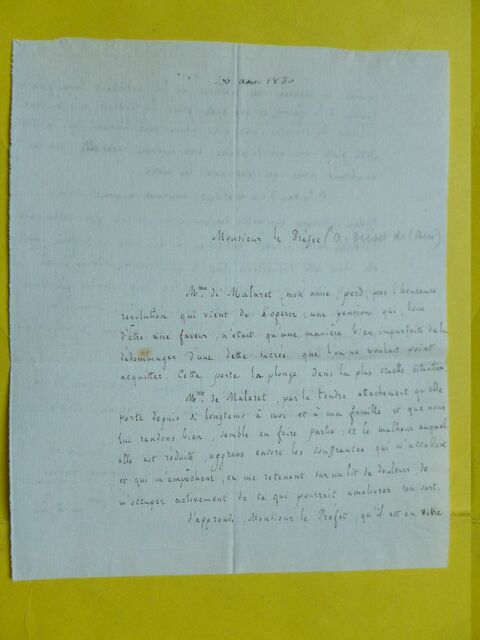 20 aout 1830
Monsieur le Préfet (A. de l'ain)
Mme de Malaret, mon amie, perd, par l'heureuse
revolution qui vient de s'opérer, une pension qui, loin
d'être une faveur, n'était qu'une manière bien imparfaite de la
dédommager d'une dette sacrée que l'on ne voulait point
acquitter. Cette perte la plonge dans la plus cruelle situation
Mme de Malaret, par le tendre attachement qu'elle
porte depuis si longtems à moi et à ma famille et que nous
lui rendons bien, semble en faire partie; et le malheur auquel
elle est reduite, aggrave encore les souffrances qui m'accablent
et qui m'empêchent, en me retenant sur un lit de douleurs, de
m'occuper activement de ce qui pourrait améliorer son sort.
J'apprends, Monsieur le Préfet, qu'il est en votre